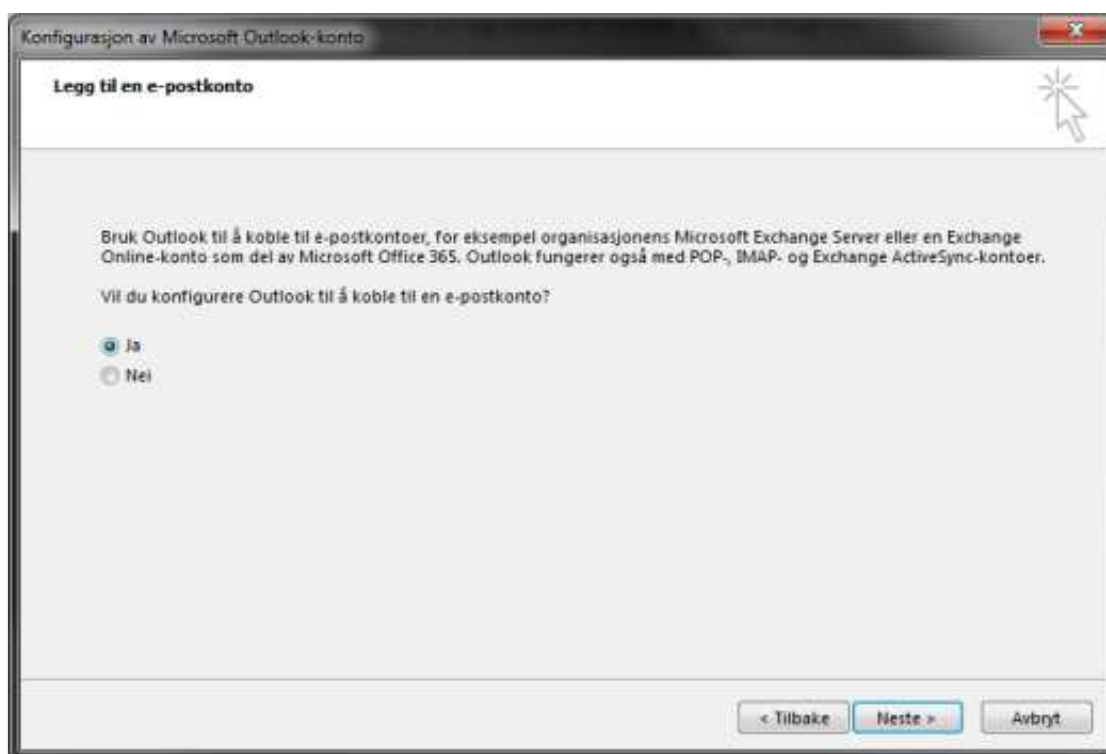 Konfigurasjon av Microsoft Outlook-konto
Legg til en e-postkonto
Bruk Outlook til å koble til e-postkontoer, for eksempel organisasjonens Microsoft Exchange Server eller en Exchange
Online-konto som del av Microsoft Office 365. Outlook fungerer også med POP-, IMAP- og Exchange ActiveSync-kontoer.
Vil du konfigurere Outlook til å koble til en e-postkonto?
Ja
Nei
< Tilbake
Neste >
Avbryt